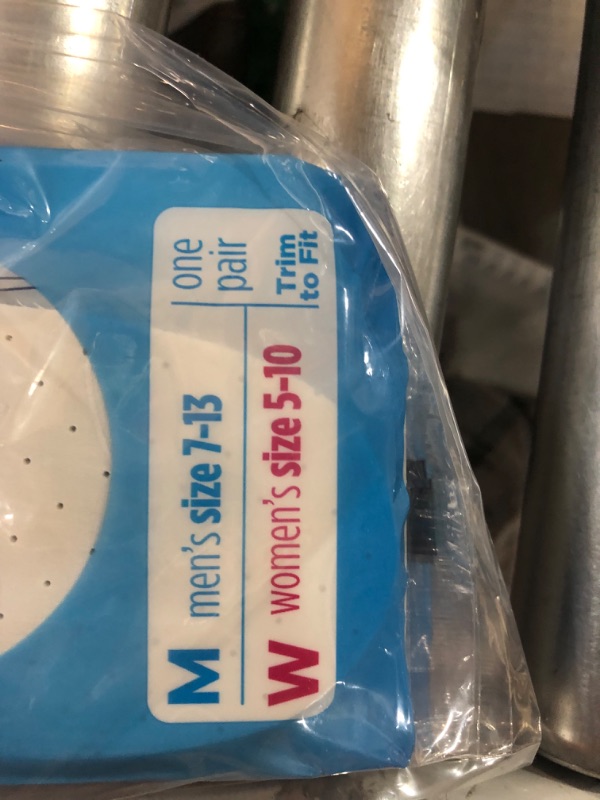 M men's size 7-13
W women's size 5-10
one
pair
Trim
to Fit